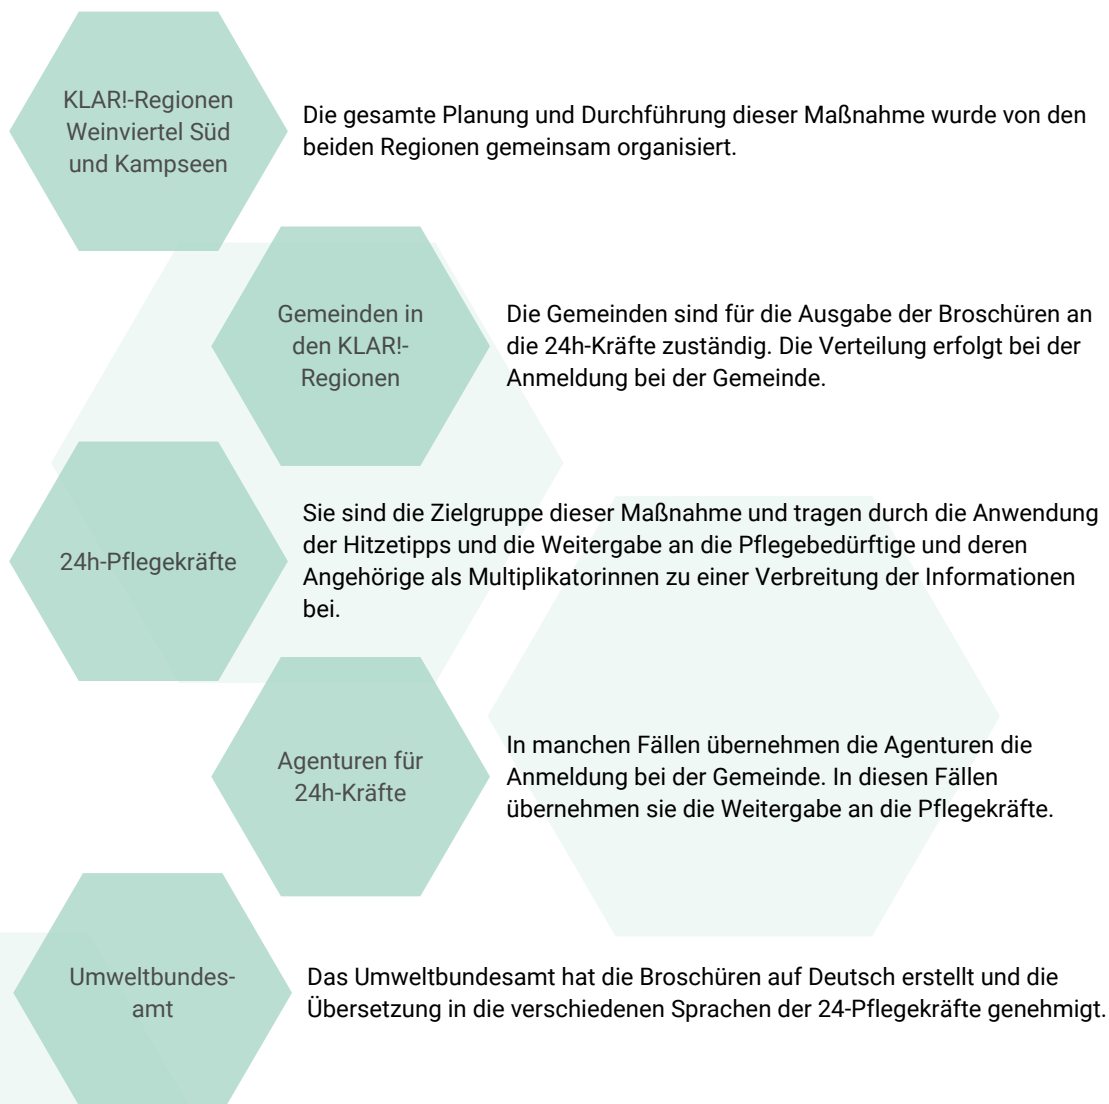 KLAR!-Regionen
Weinviertel Süd
und Kampseen
Die gesamte Planung und Durchführung dieser Maßnahme wurde von den
beiden Regionen gemeinsam organisiert.
Gemeinden in
den KLAR!-
Regionen
Die Gemeinden sind für die Ausgabe der Broschüren an
die 24h-Kräfte zuständig. Die Verteilung erfolgt bei der
Anmeldung bei der Gemeinde.
24h-Pflegekräfte
Sie sind die Zielgruppe dieser Maßnahme und tragen durch die Anwendung
der Hitzetipps und die Weitergabe an die Pflegebedürftige und deren
Angehörige als Multiplikatorinnen zu einer Verbreitung der Informationen
bei.
Agenturen für
24h-Kräfte
In manchen Fällen übernehmen die Agenturen die
Anmeldung bei der Gemeinde. In diesen Fällen
übernehmen sie die Weitergabe an die Pflegekräfte.
Umweltbundes-
amt
Das Umweltbundesamt hat die Broschüren auf Deutsch erstellt und die
Übersetzung in die verschiedenen Sprachen der 24-Pflegekräfte genehmigt.